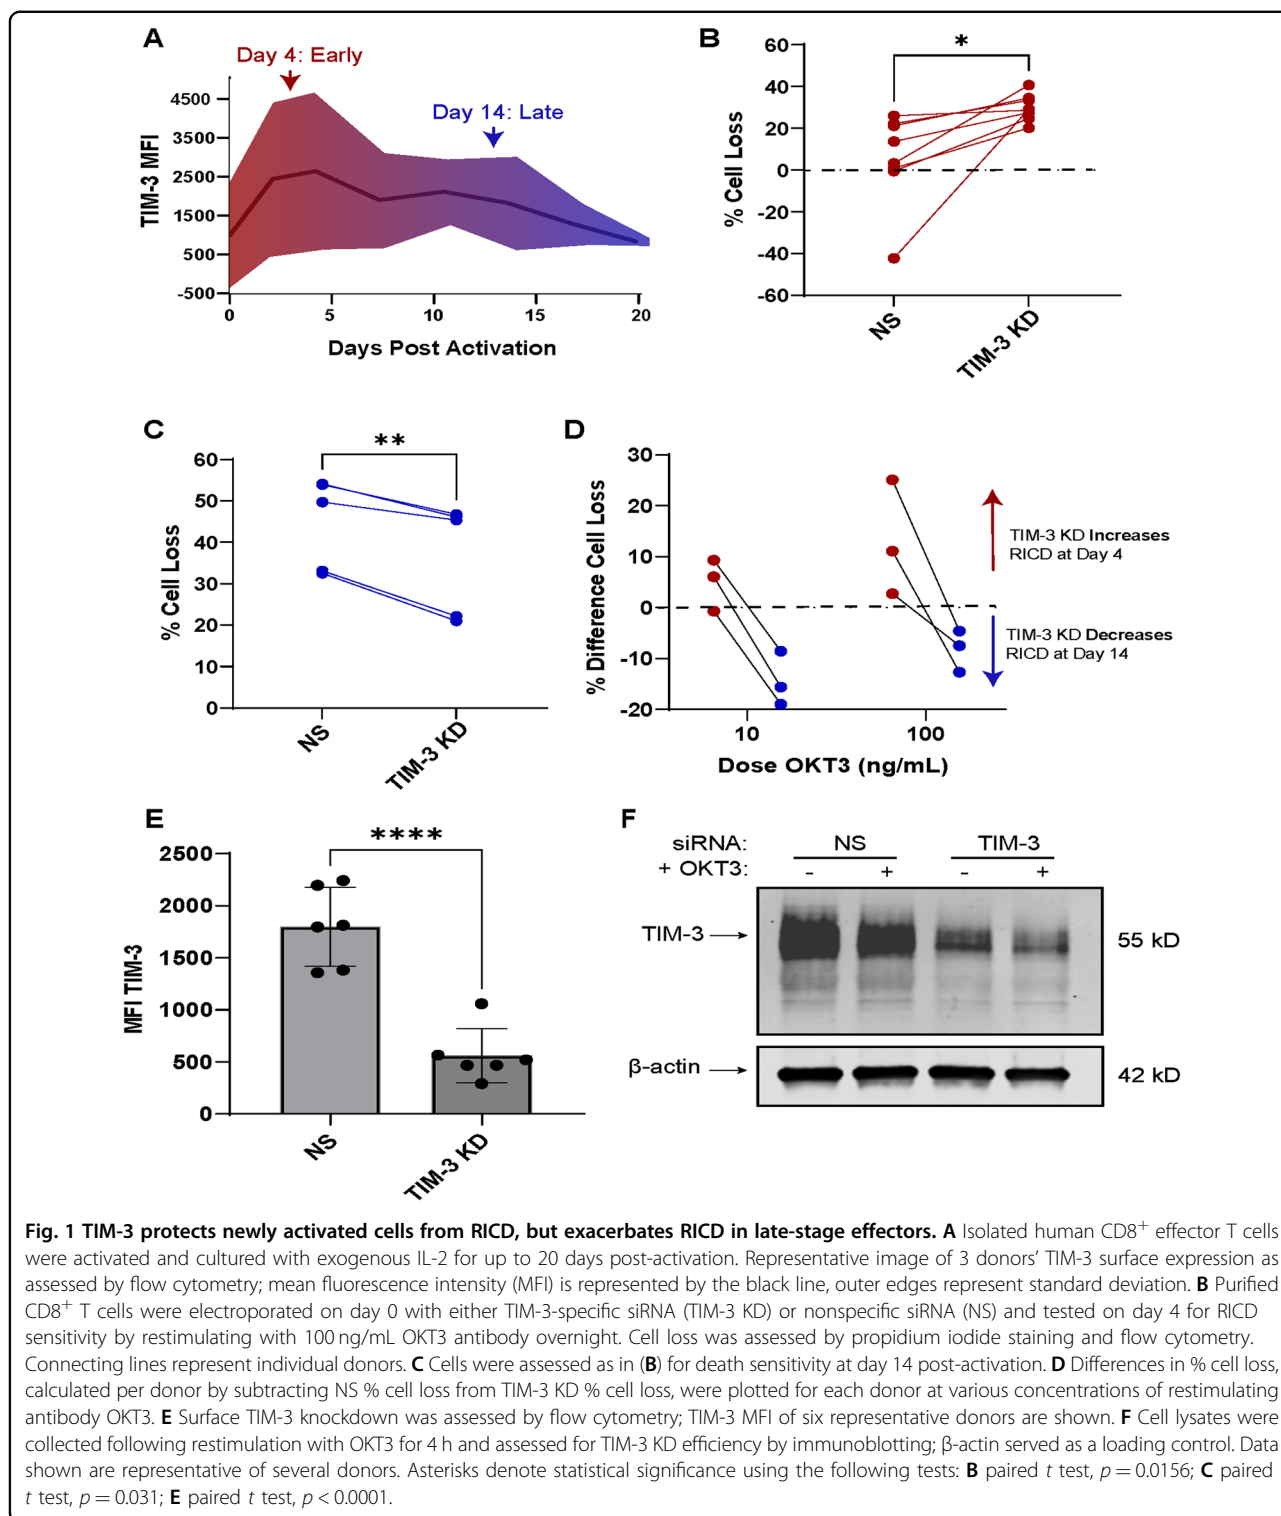 A
Day 4: Early
Day 14: Late
TIM-3 MFI
4500
3500
2500
1500
500
-500
0
5
10
15
20
Days Post Activation
B
*
% Cell Loss
60
40
20
0
-20
-40
-60
NS
TIM-3 KD
C
**
% Cell Loss
60
50
40
30
20
10
0
NS
TIM-3 KD
D
% Difference Cell Loss
30
20
10
0
-10
-20
10
100
Dose OKT3 (ng/mL)
TIM-3 KD Increases
RICD at Day 4
TIM-3 KD Decreases
RICD at Day 14
E
****
MFI TIM-3
2500
2000
1500
1000
500
0
NS
TIM-3 KD
F
siRNA: NS TIM-3
+ OKT3: - + - +
TIM-3
55 kD
β-actin
42 kD
Fig. 1 TIM-3 protects newly activated cells from RICD, but exacerbates RICD in late-stage effectors. A Isolated human CD8+ effector T cells
were activated and cultured with exogenous IL-2 for up to 20 days post-activation. Representative image of 3 donors' TIM-3 surface expression as
assessed by flow cytometry; mean fluorescence intensity (MFI) is represented by the black line, outer edges represent standard deviation. B Purified
CD8+ T cells were electroporated on day 0 with either TIM-3-specific siRNA (TIM-3 KD) or nonspecific siRNA (NS) and tested on day 4 for RICD
sensitivity by restimulating with 100 ng/mL OKT3 antibody overnight. Cell loss was assessed by propidium iodide staining and flow cytometry.
Connecting lines represent individual donors. C Cells were assessed as in (B) for death sensitivity at day 14 post-activation. D Differences in % cell loss,
calculated per donor by subtracting NS % cell loss from TIM-3 KD % cell loss, were plotted for each donor at various concentrations of restimulating
antibody OKT3. E Surface TIM-3 knockdown was assessed by flow cytometry; TIM-3 MFI of six representative donors are shown. F Cell lysates were
collected following restimulation with OKT3 for 4 h and assessed for TIM-3 KD efficiency by immunoblotting; β-actin served as a loading control. Data
shown are representative of several donors. Asterisks denote statistical significance using the following tests: B paired t test, p = 0.0156; C paired
t test, p = 0.031; E paired t test, p < 0.0001.